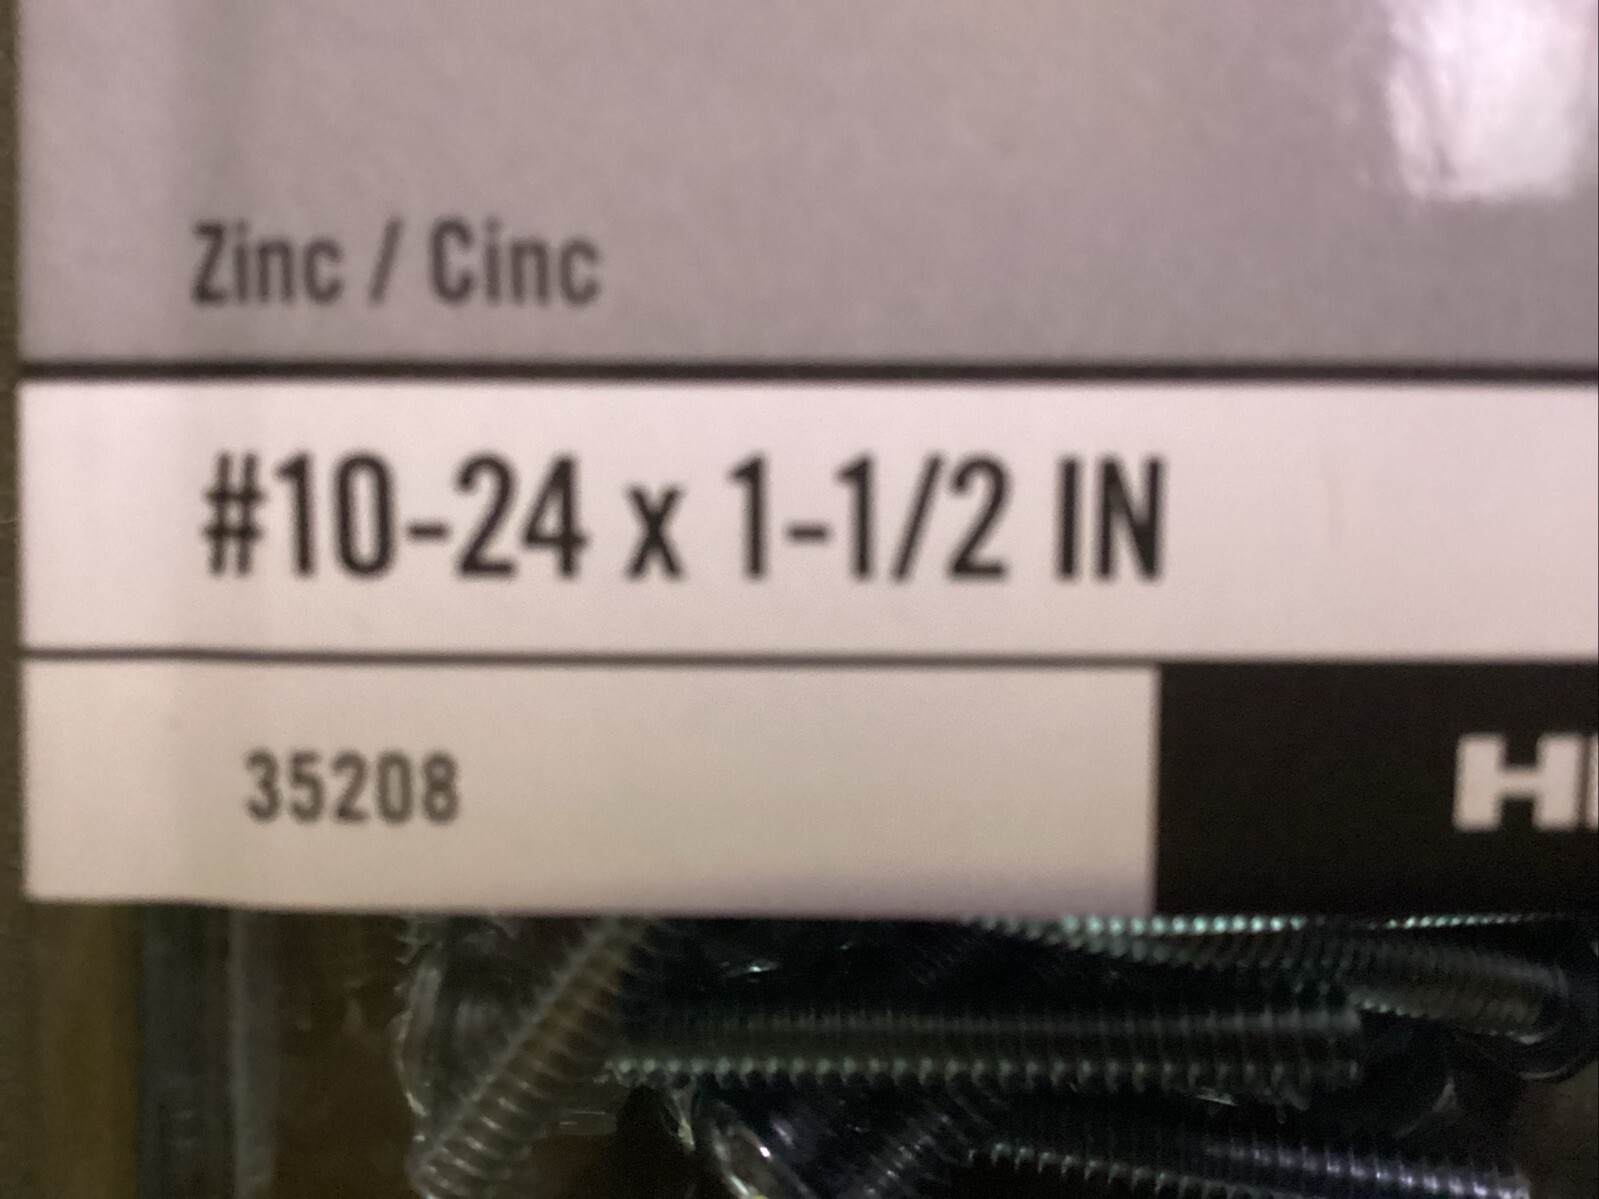 Zinc / Cinc
#10-24 x 1-1/2 IN
35208